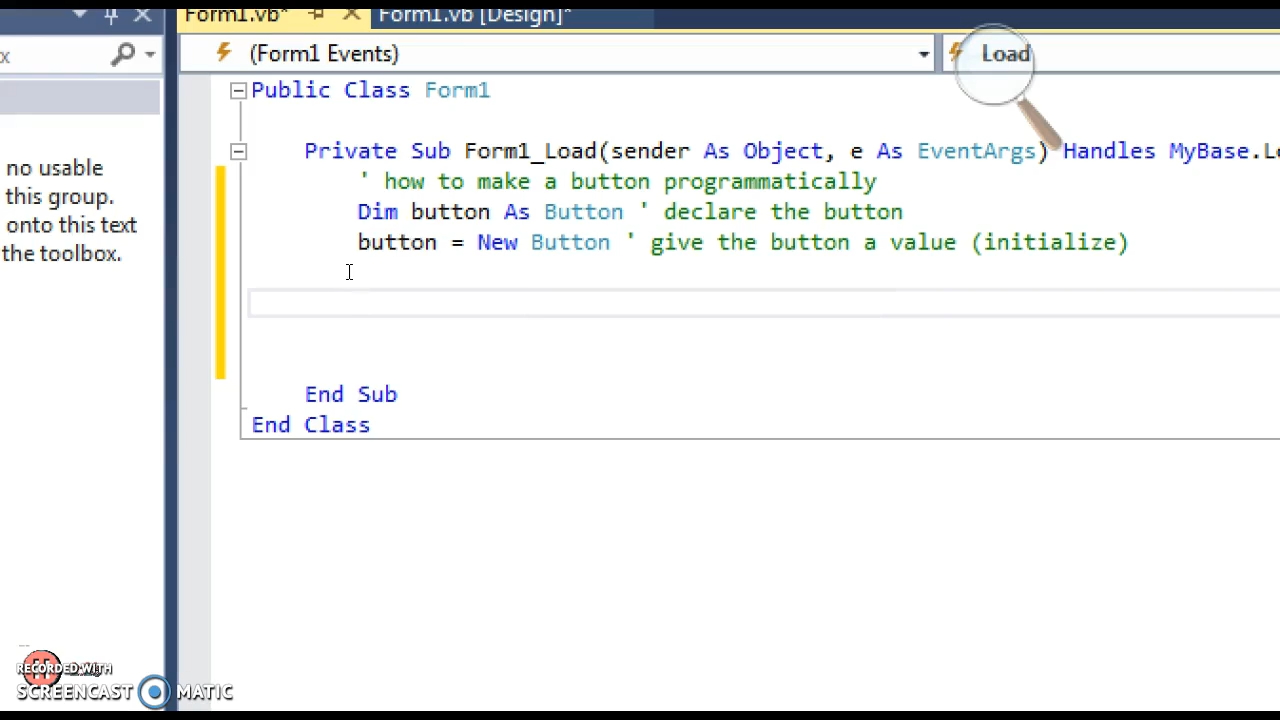 Form1.vb* Form1.vb [Design]*
x (Form1 Events) Load
Public Class Form1
Private Sub Form1_Load(sender As Object, e As EventArgs) Handles MyBase.Lo
no usable
this group.
onto this text
the toolbox.
' how to make a button programmatically
Dim button As Button ' declare the button
button = New Button ' give the button a value (initialize)
End Sub
End Class
RECORDED WITH
SCREENCAST MATIC